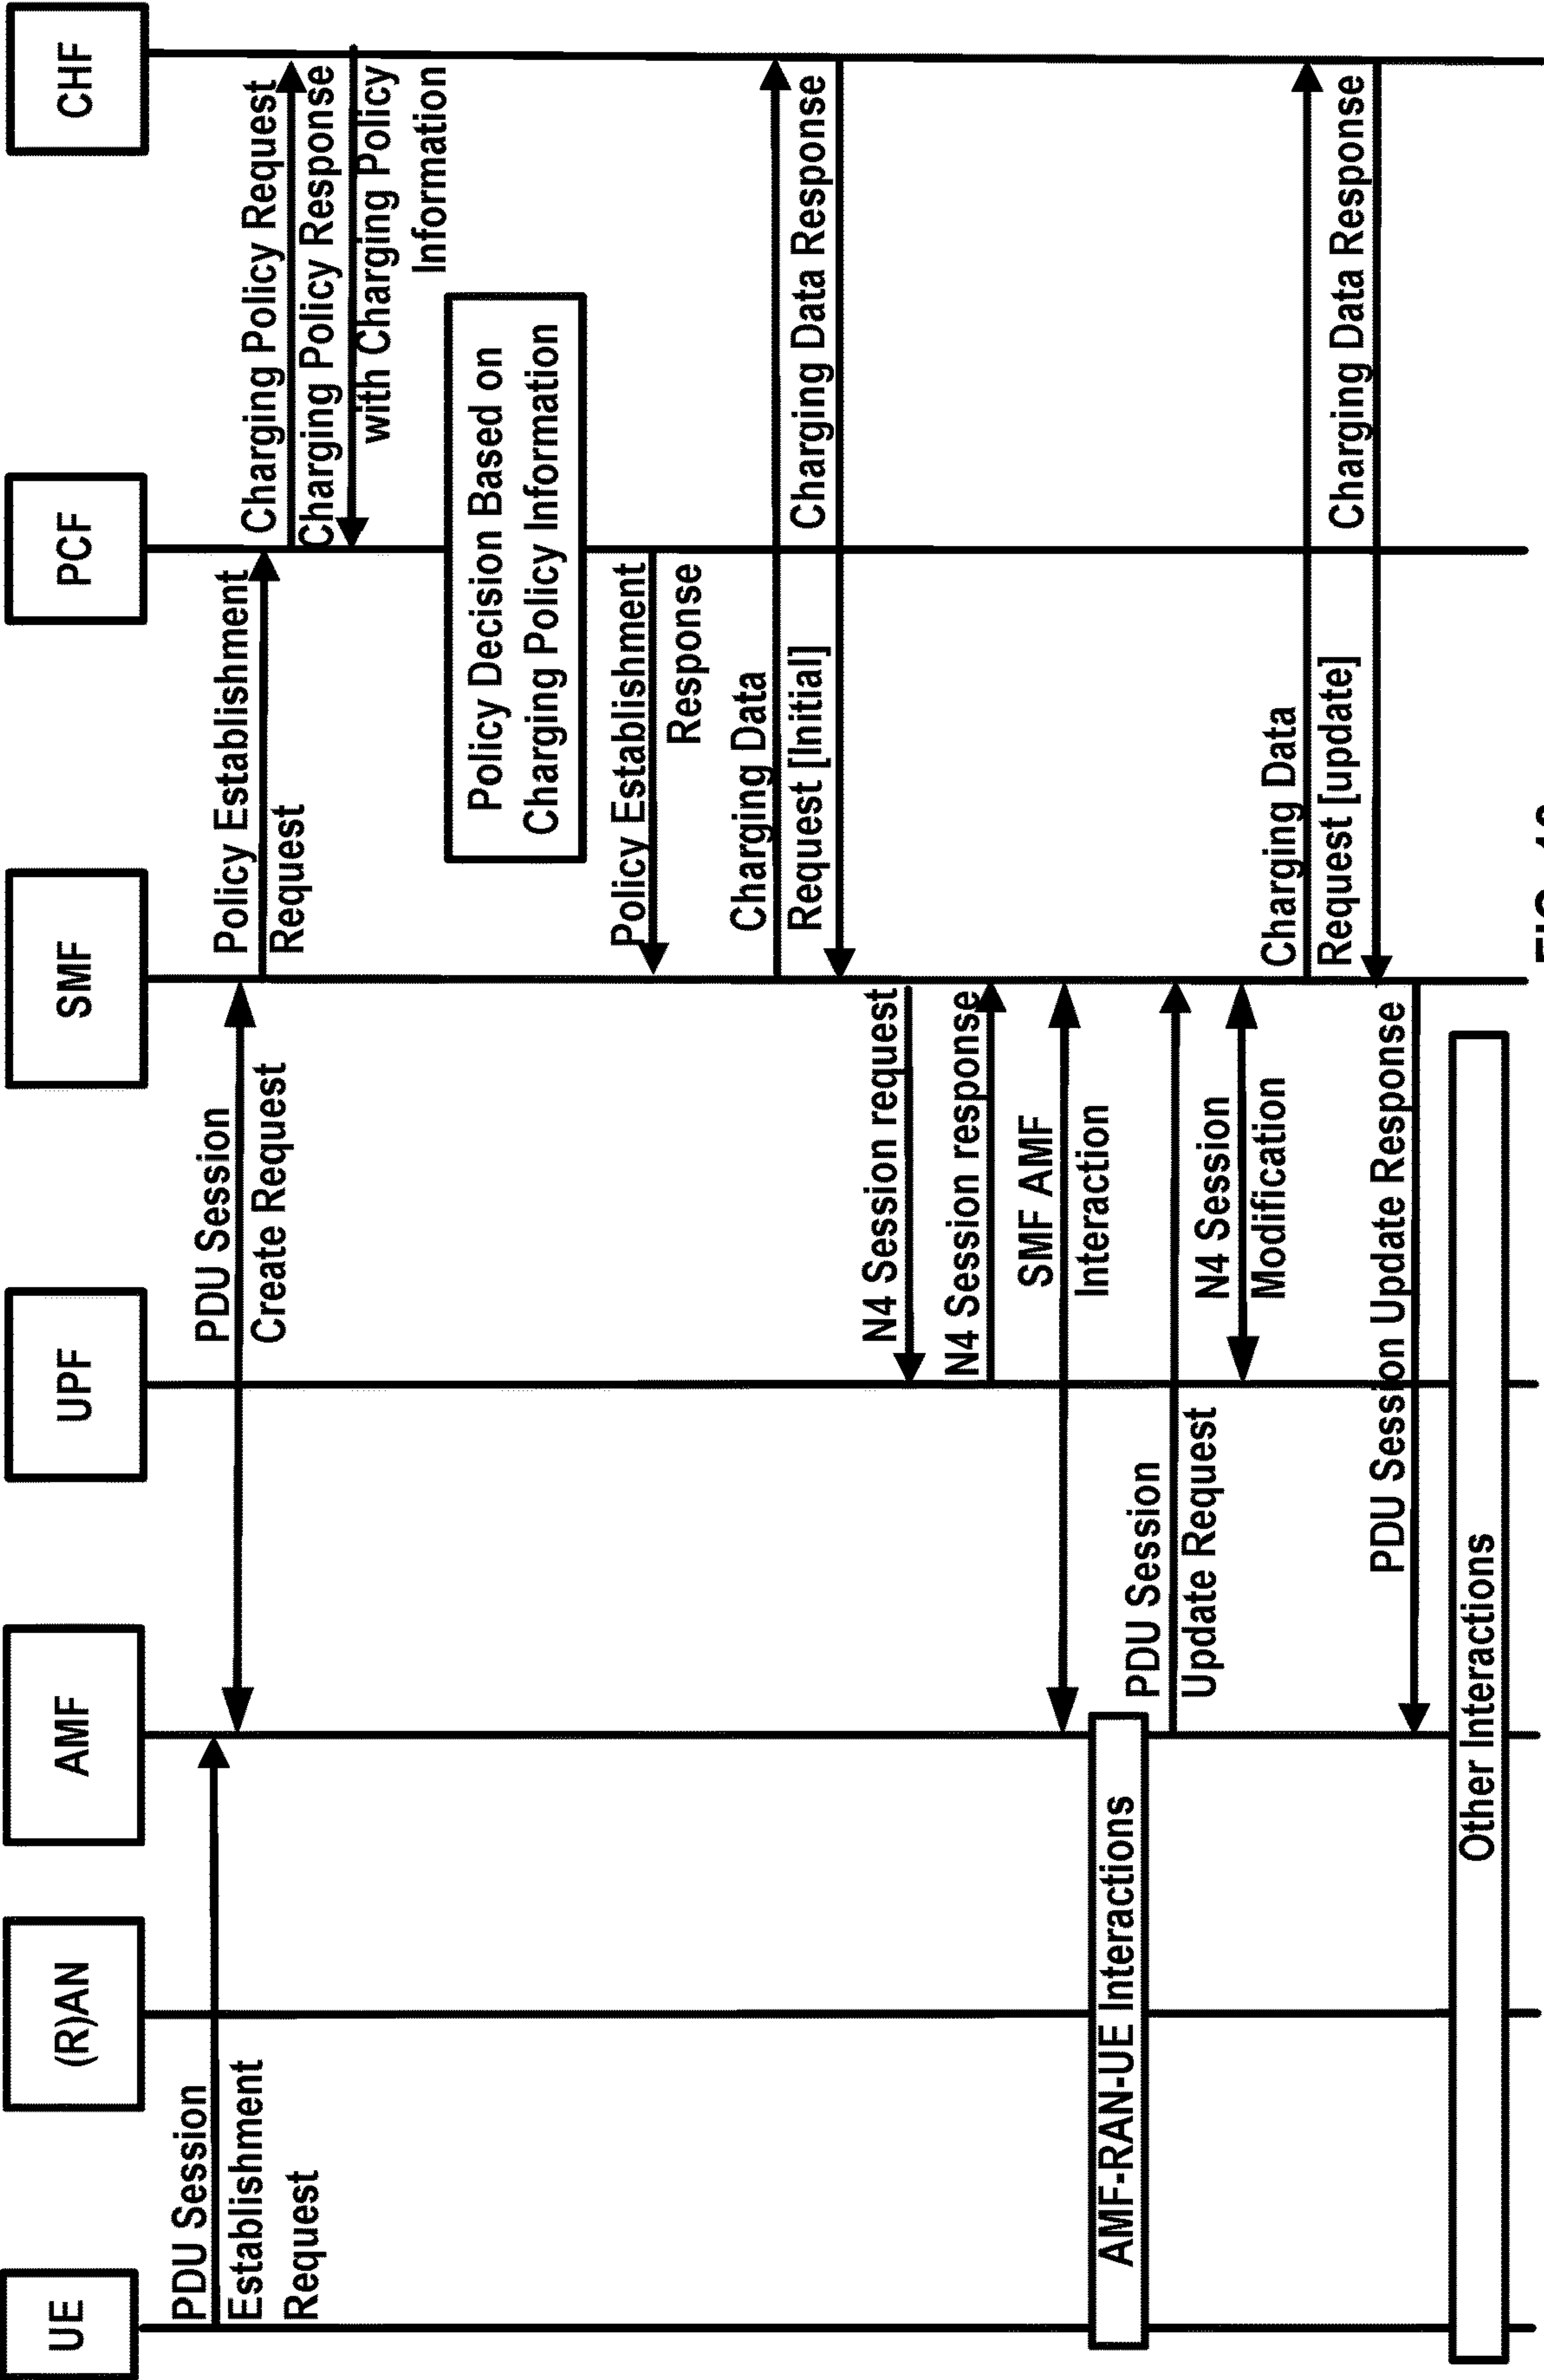 UE
(R)AN
AMF
UPF
SMF
PCF
CHF
PDU Session
Establishment
Request
PDU Session
Create Request
Policy Establishment
Request
Charging Policy Request
Charging Policy Response
with Charging Policy
Information
Policy Decision Based on
Charging Policy Information
Policy Establishment
Response
Charging Data
Request [Initial]
Charging Data Response
N4 Session request
N4 Session response
SMF AMF
Interaction
AMF-RAN-UE Interactions
PDU Session
Update Request
N4 Session
Modification
Charging Data
Request [update]
Charging Data Response
PDU Session Update Response
Other Interactions